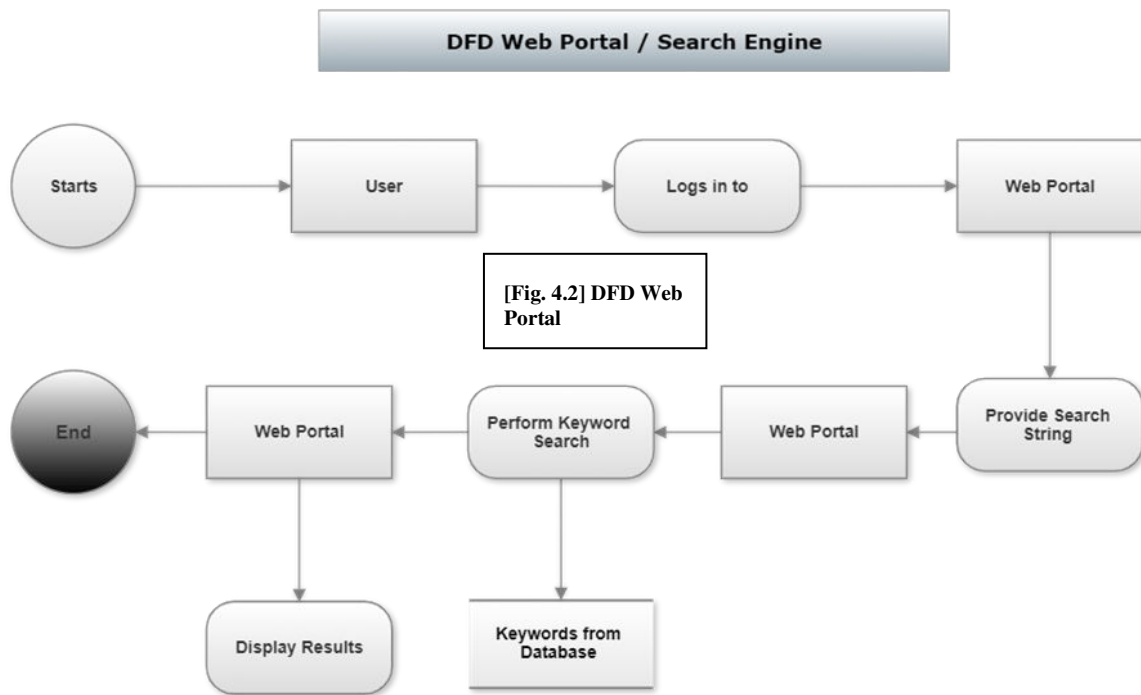 DFD Web Portal / Search Engine
Starts
User
Logs in to
Web Portal
[Fig. 4.2] DFD Web
Portal
End
Web Portal
Perform Keyword
Search
Web Portal
Provide Search
String
Display Results
Keywords from
Database